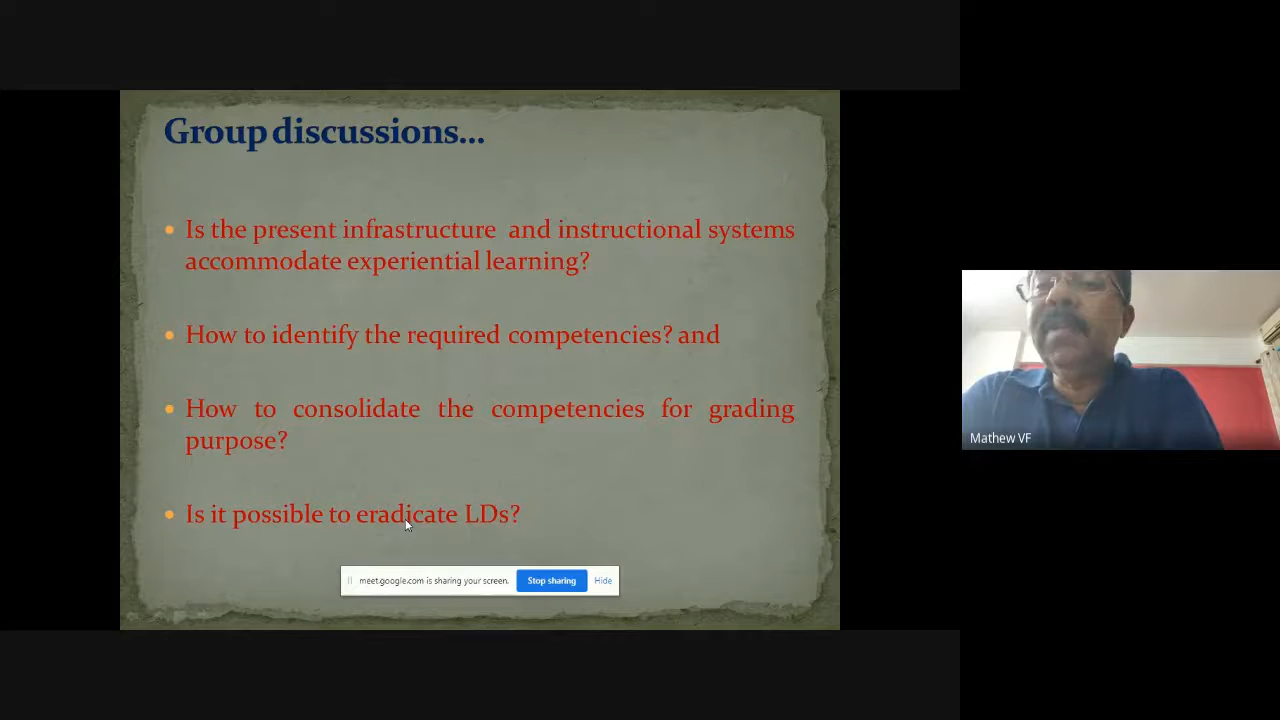 Group discussions...
Is the present infrastructure and instructional systems
accommodate experiential learning?
How to identify the required competencies? and
How to consolidate the competencies for grading
purpose?
Is it possible to eradicate LDs?
meet.google.com is sharing your screen.
Stop sharing
Hide
Mathew VF